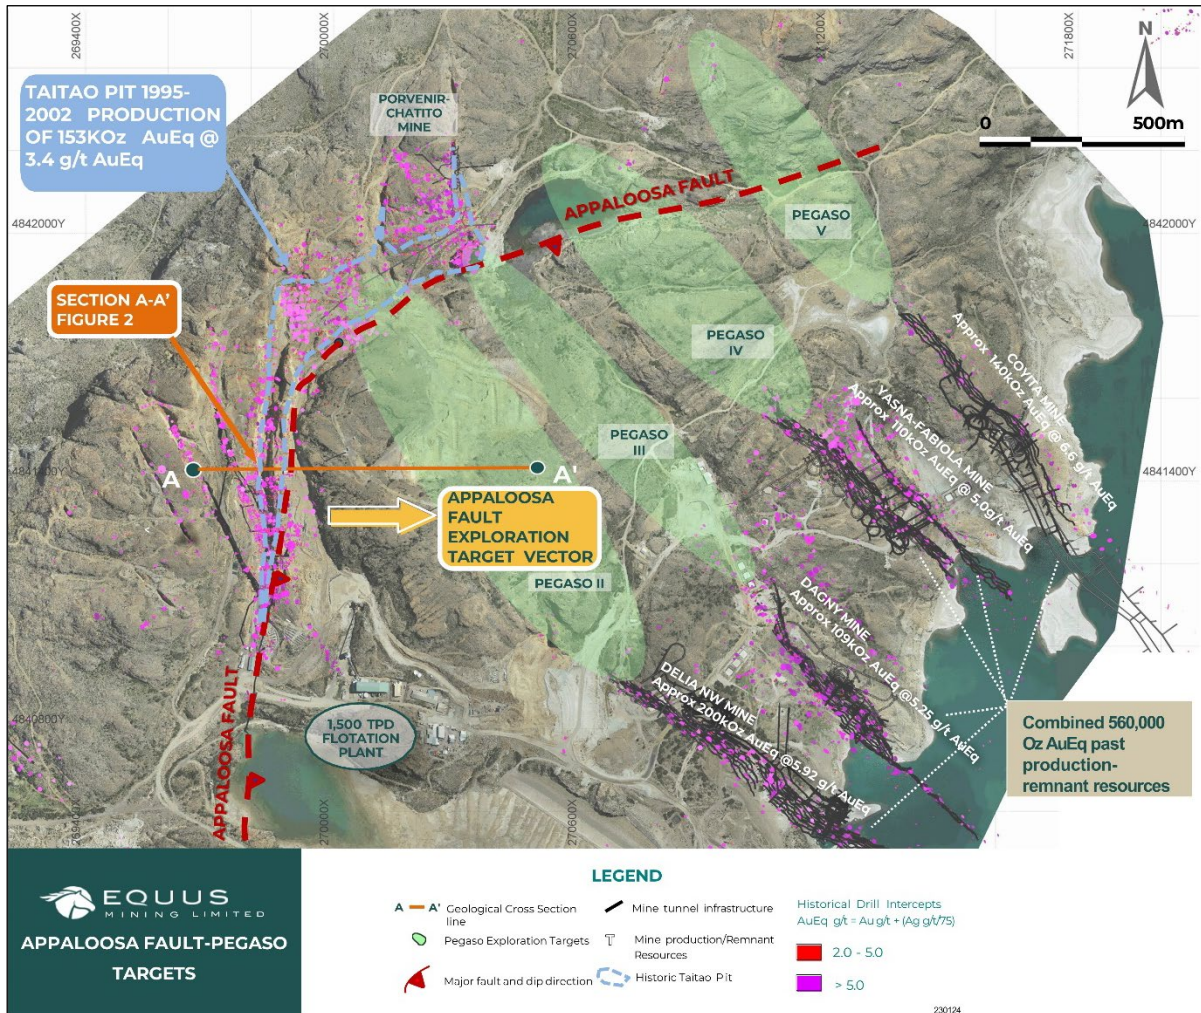 269400X
270000X
270600X
271200X
271800X
N
0 500m
TAITAO PIT 1995-
2002 PRODUCTION
OF 153KOz AuEq @
3.4 g/t AuEq
PORVENIR-
CHATITO
MINE
APPALOOSA FAULT
PEGASO
V
4842000Y
4842000Y
SECTION A-A'
FIGURE 2
PEGASO
IV
COYITA MINE
Approx 140kOz AuEq @ 6.6 g/t AuEq
YASNA-FABIOLA MINE
Approx 110kOz AuEq @ 5.0g/t AuEq
PEGASO
III
4841400Y
A
A'
APPALOOSA
FAULT
EXPLORATION
TARGET VECTOR
PEGASO II
DAGNY MINE
Approx 109kOz AuEq @5.25 g/t AuEq
DELIA NW MINE
Approx 200kOz AuEq @5.92 g/t AuEq
4840800Y
1,500 TPD
FLOTATION
PLANT
APPALOOSA FAULT
Combined 560,000
Oz AuEq past
production-
remnant resources
269400X
270000X
270600X
EQUUS
MINING LIMITED
APPALOOSA FAULT-PEGASO
TARGETS
LEGEND
A A' Geological Cross Section
line
Pegaso Exploration Targets
Major fault and dip direction
Mine tunnel infrastructure
T Mine production/Remnant
Resources
Historic Taitao Pit
Historical Drill Intercepts
AuEq g/t = Au g/t + (Ag g/t/75)
2.0 - 5.0
> 5.0
230124